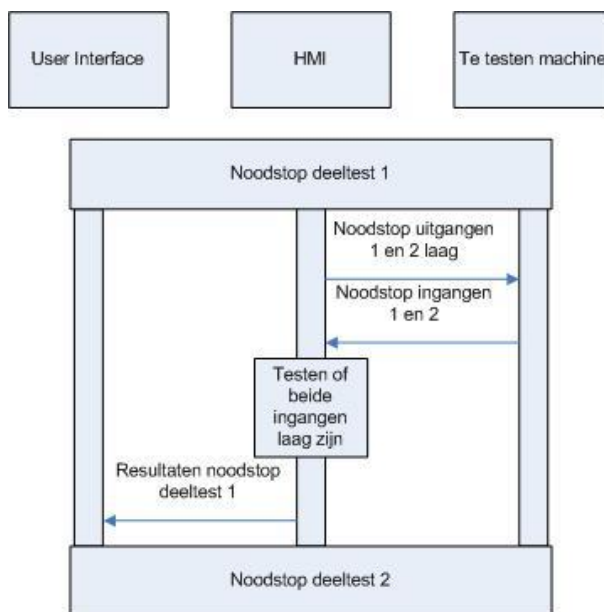 User Interface
HMI
Te testen machine
Noodstop deeltest 1
Noodstop uitgangen
1 en 2 laag
Noodstop ingangen
1 en 2
Testen of
beide
ingangen
laag zijn
Resultaten noodstop
deeltest 1
Noodstop deeltest 2